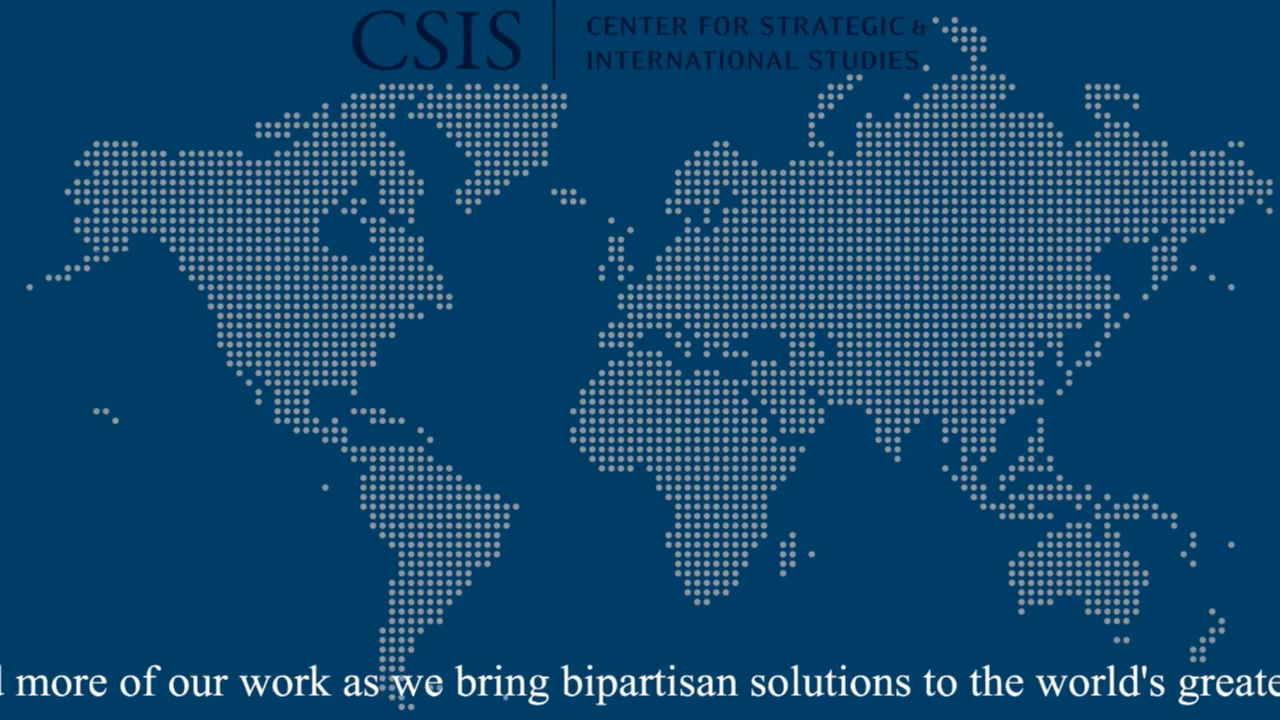 CSIS
CENTER FOR STRATEGIC &
INTERNATIONAL STUDIES
more of our work as we bring bipartisan solutions to the world's